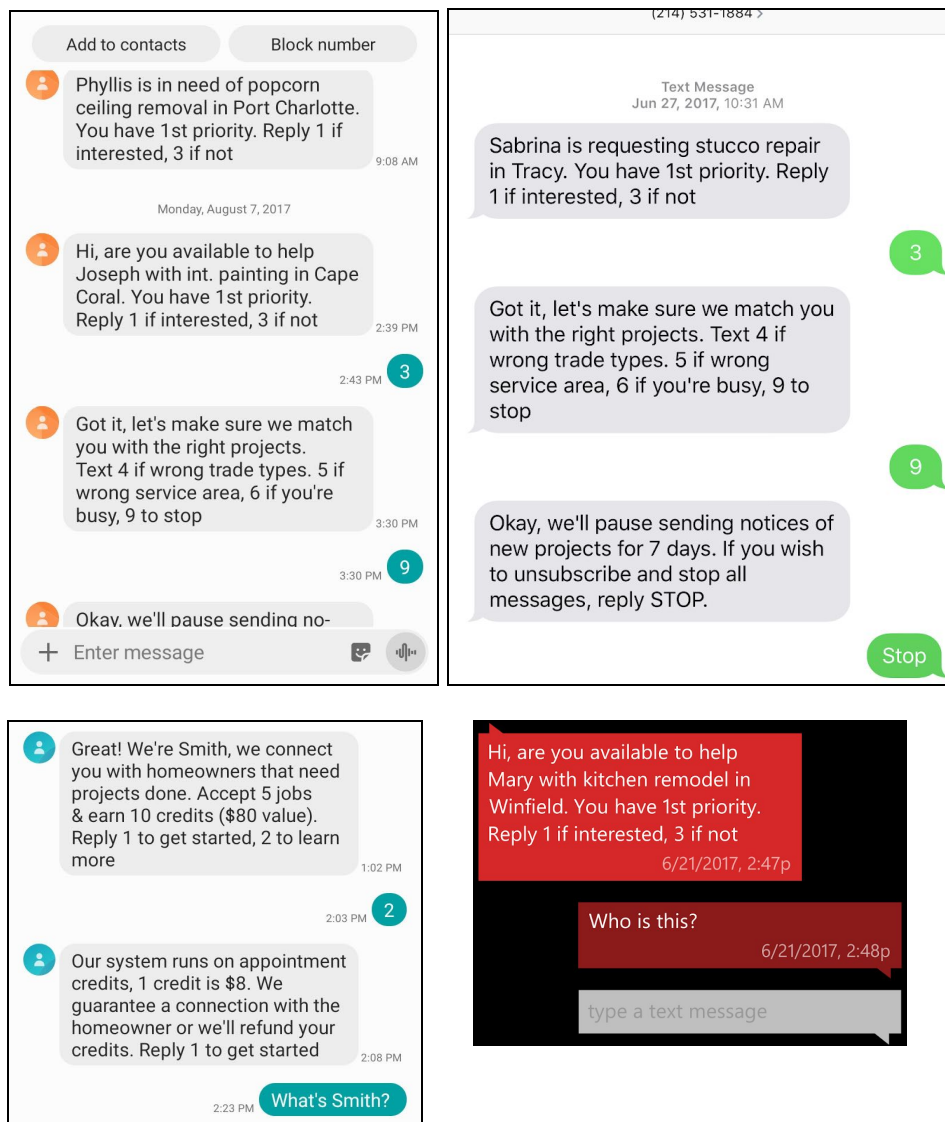 Add to contacts
Block number
Phyllis is in need of popcorn
ceiling removal in Port Charlotte.
You have 1st priority. Reply 1 if
interested, 3 if not
9:08 AM
Monday, August 7, 2017
Hi, are you available to help
Joseph with int. painting in Cape
Coral. You have 1st priority.
Reply 1 if interested, 3 if not
2:39 PM
3
2:43 PM
Got it, let's make sure we match
you with the right projects.
Text 4 if wrong trade types. 5 if
wrong service area, 6 if you're
busy, 9 to stop
3:30 PM
9
3:30 PM
Okay, we'll pause sending no-
Enter message
(214) 531-1884 >
Text Message
Jun 27, 2017, 10:31 AM
Sabrina is requesting stucco repair
in Tracy. You have 1st priority. Reply
1 if interested, 3 if not
3
Got it, let's make sure we match you
with the right projects. Text 4 if
wrong trade types. 5 if wrong
service area, 6 if you're busy, 9 to
stop
9
Okay, we'll pause sending notices of
new projects for 7 days. If you wish
to unsubscribe and stop all
messages, reply STOP.
Stop
Great! We're Smith, we connect
you with homeowners that need
projects done. Accept 5 jobs
& earn 10 credits ($80 value).
Reply 1 to get started, 2 to learn
more
1:02 PM
2
2:03 PM
Our system runs on appointment
credits, 1 credit is $8. We
guarantee a connection with the
homeowner or we'll refund your
credits. Reply 1 to get started
2:08 PM
What's Smith?
2:23 PM
Hi, are you available to help
Mary with kitchen remodel in
Winfield. You have 1st priority.
Reply 1 if interested, 3 if not
6/21/2017, 2:47p
Who is this?
6/21/2017, 2:48p
type a text message